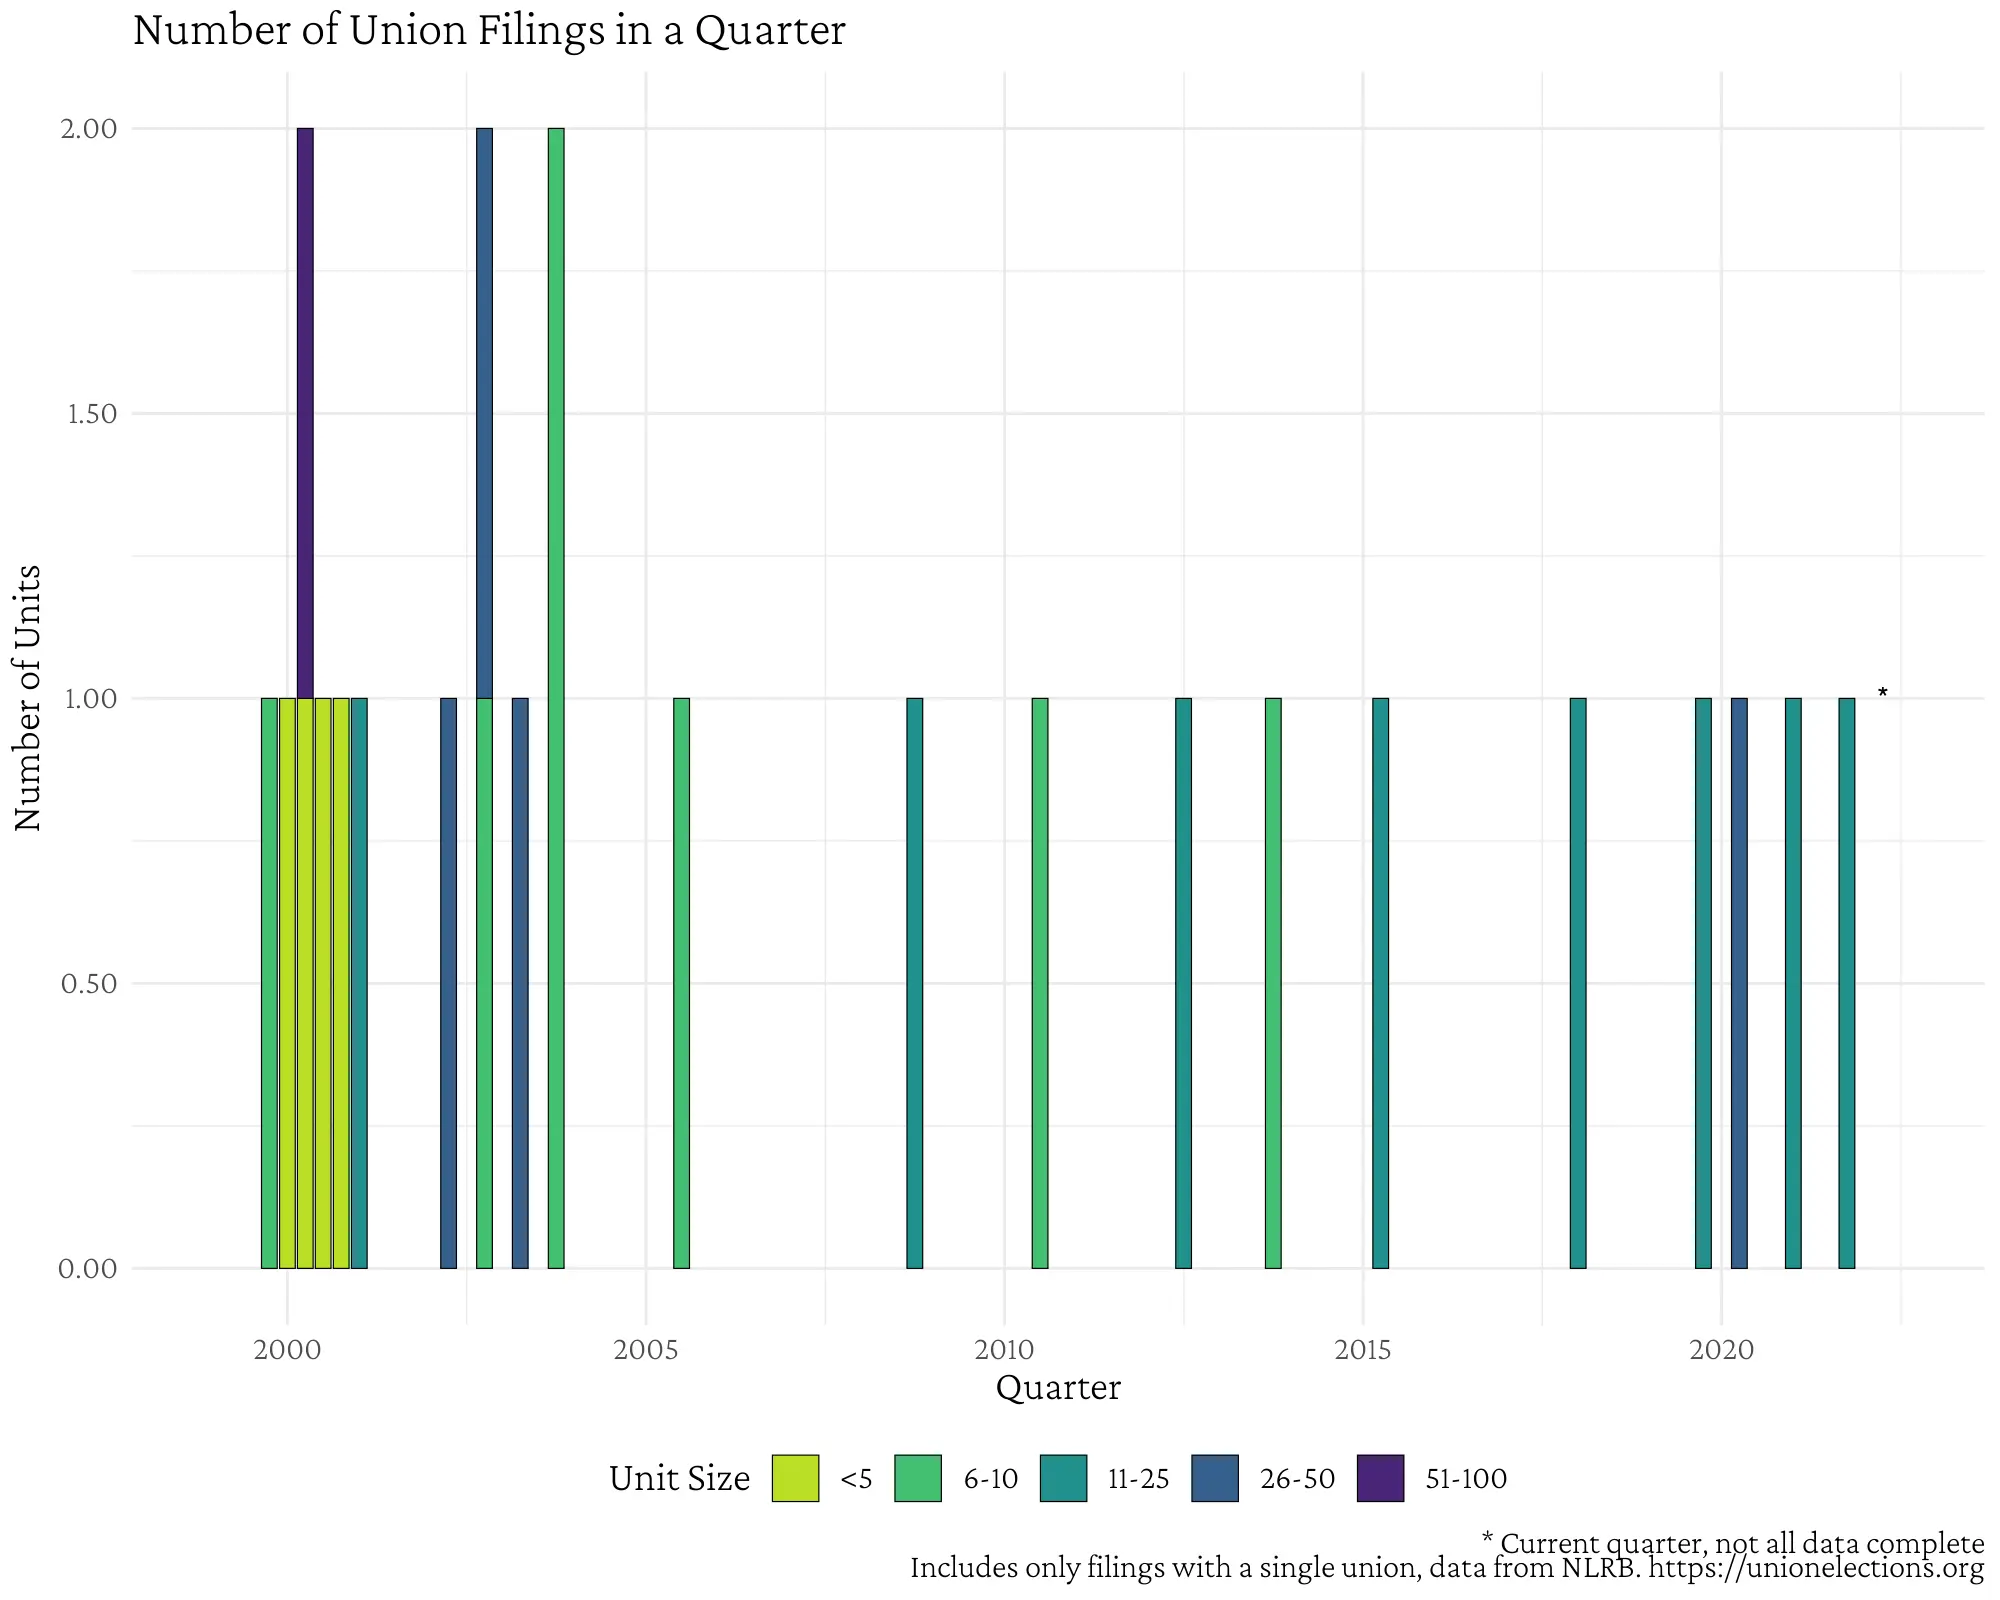 Number of Union Filings in a Quarter
Number of Units
2.00
1.50
1.00
0.50
0.00
*
2000 2005 2010 2015 2020
Quarter
Unit Size <5 6-10 11-25 26-50 51-100
* Current quarter, not all data complete
Includes only filings with a single union, data from NLRB. https://unionelections.org